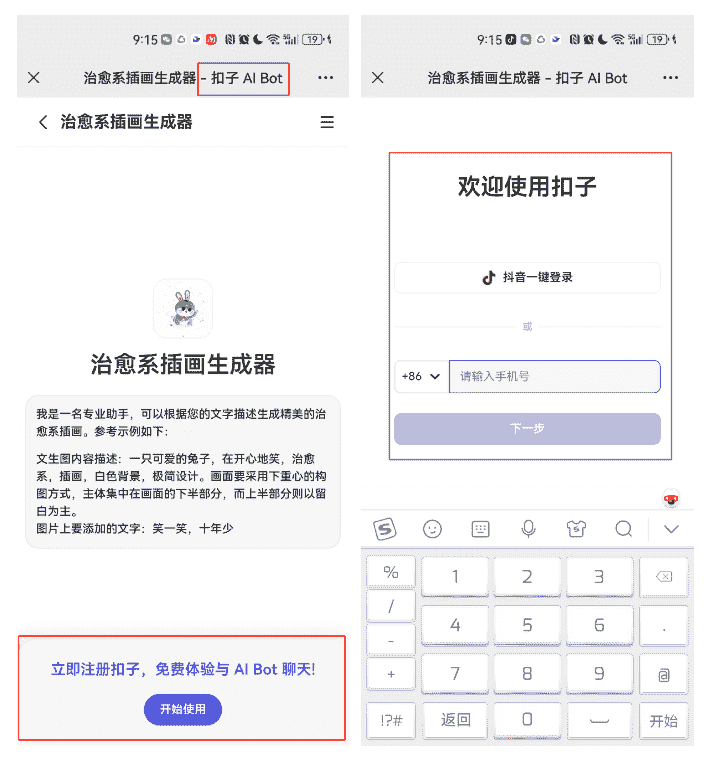 9:15
19
治愈系插画生成器 - 扣子 AI Bot
治愈系插画生成器
治愈系插画生成器
我是一名专业助手，可以根据您的文字描述生成精美的治
愈系插画。参考示例如下：
文生图内容描述：一只可爱的兔子，在开心地笑，治愈
系，插画，白色背景，极简设计。画面要采用下重心的构
图方式，主体集中在画面的下半部分，而上半部分则以留
白为主。
图片上要添加的文字：笑一笑，十年少
立即注册扣子，免费体验与 AI Bot 聊天!
开始使用
9:15
19
治愈系插画生成器 - 扣子 AI Bot
欢迎使用扣子
抖音一键登录
或
+86 请输入手机号
下一步
% 1 2 3
/ 4 5 6 .
-
+ 7 8 9 @
!?# 返回 0 开始